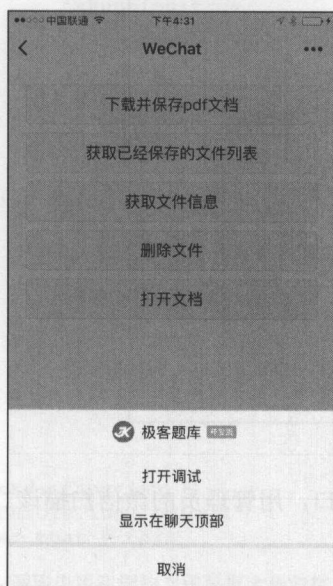 中国联通 下午4:31
WeChat
下载并保存pdf文档
获取已经保存的文件列表
获取文件信息
删除文件
打开文档
极客题库 开发版
打开调试
显示在聊天顶部
取消